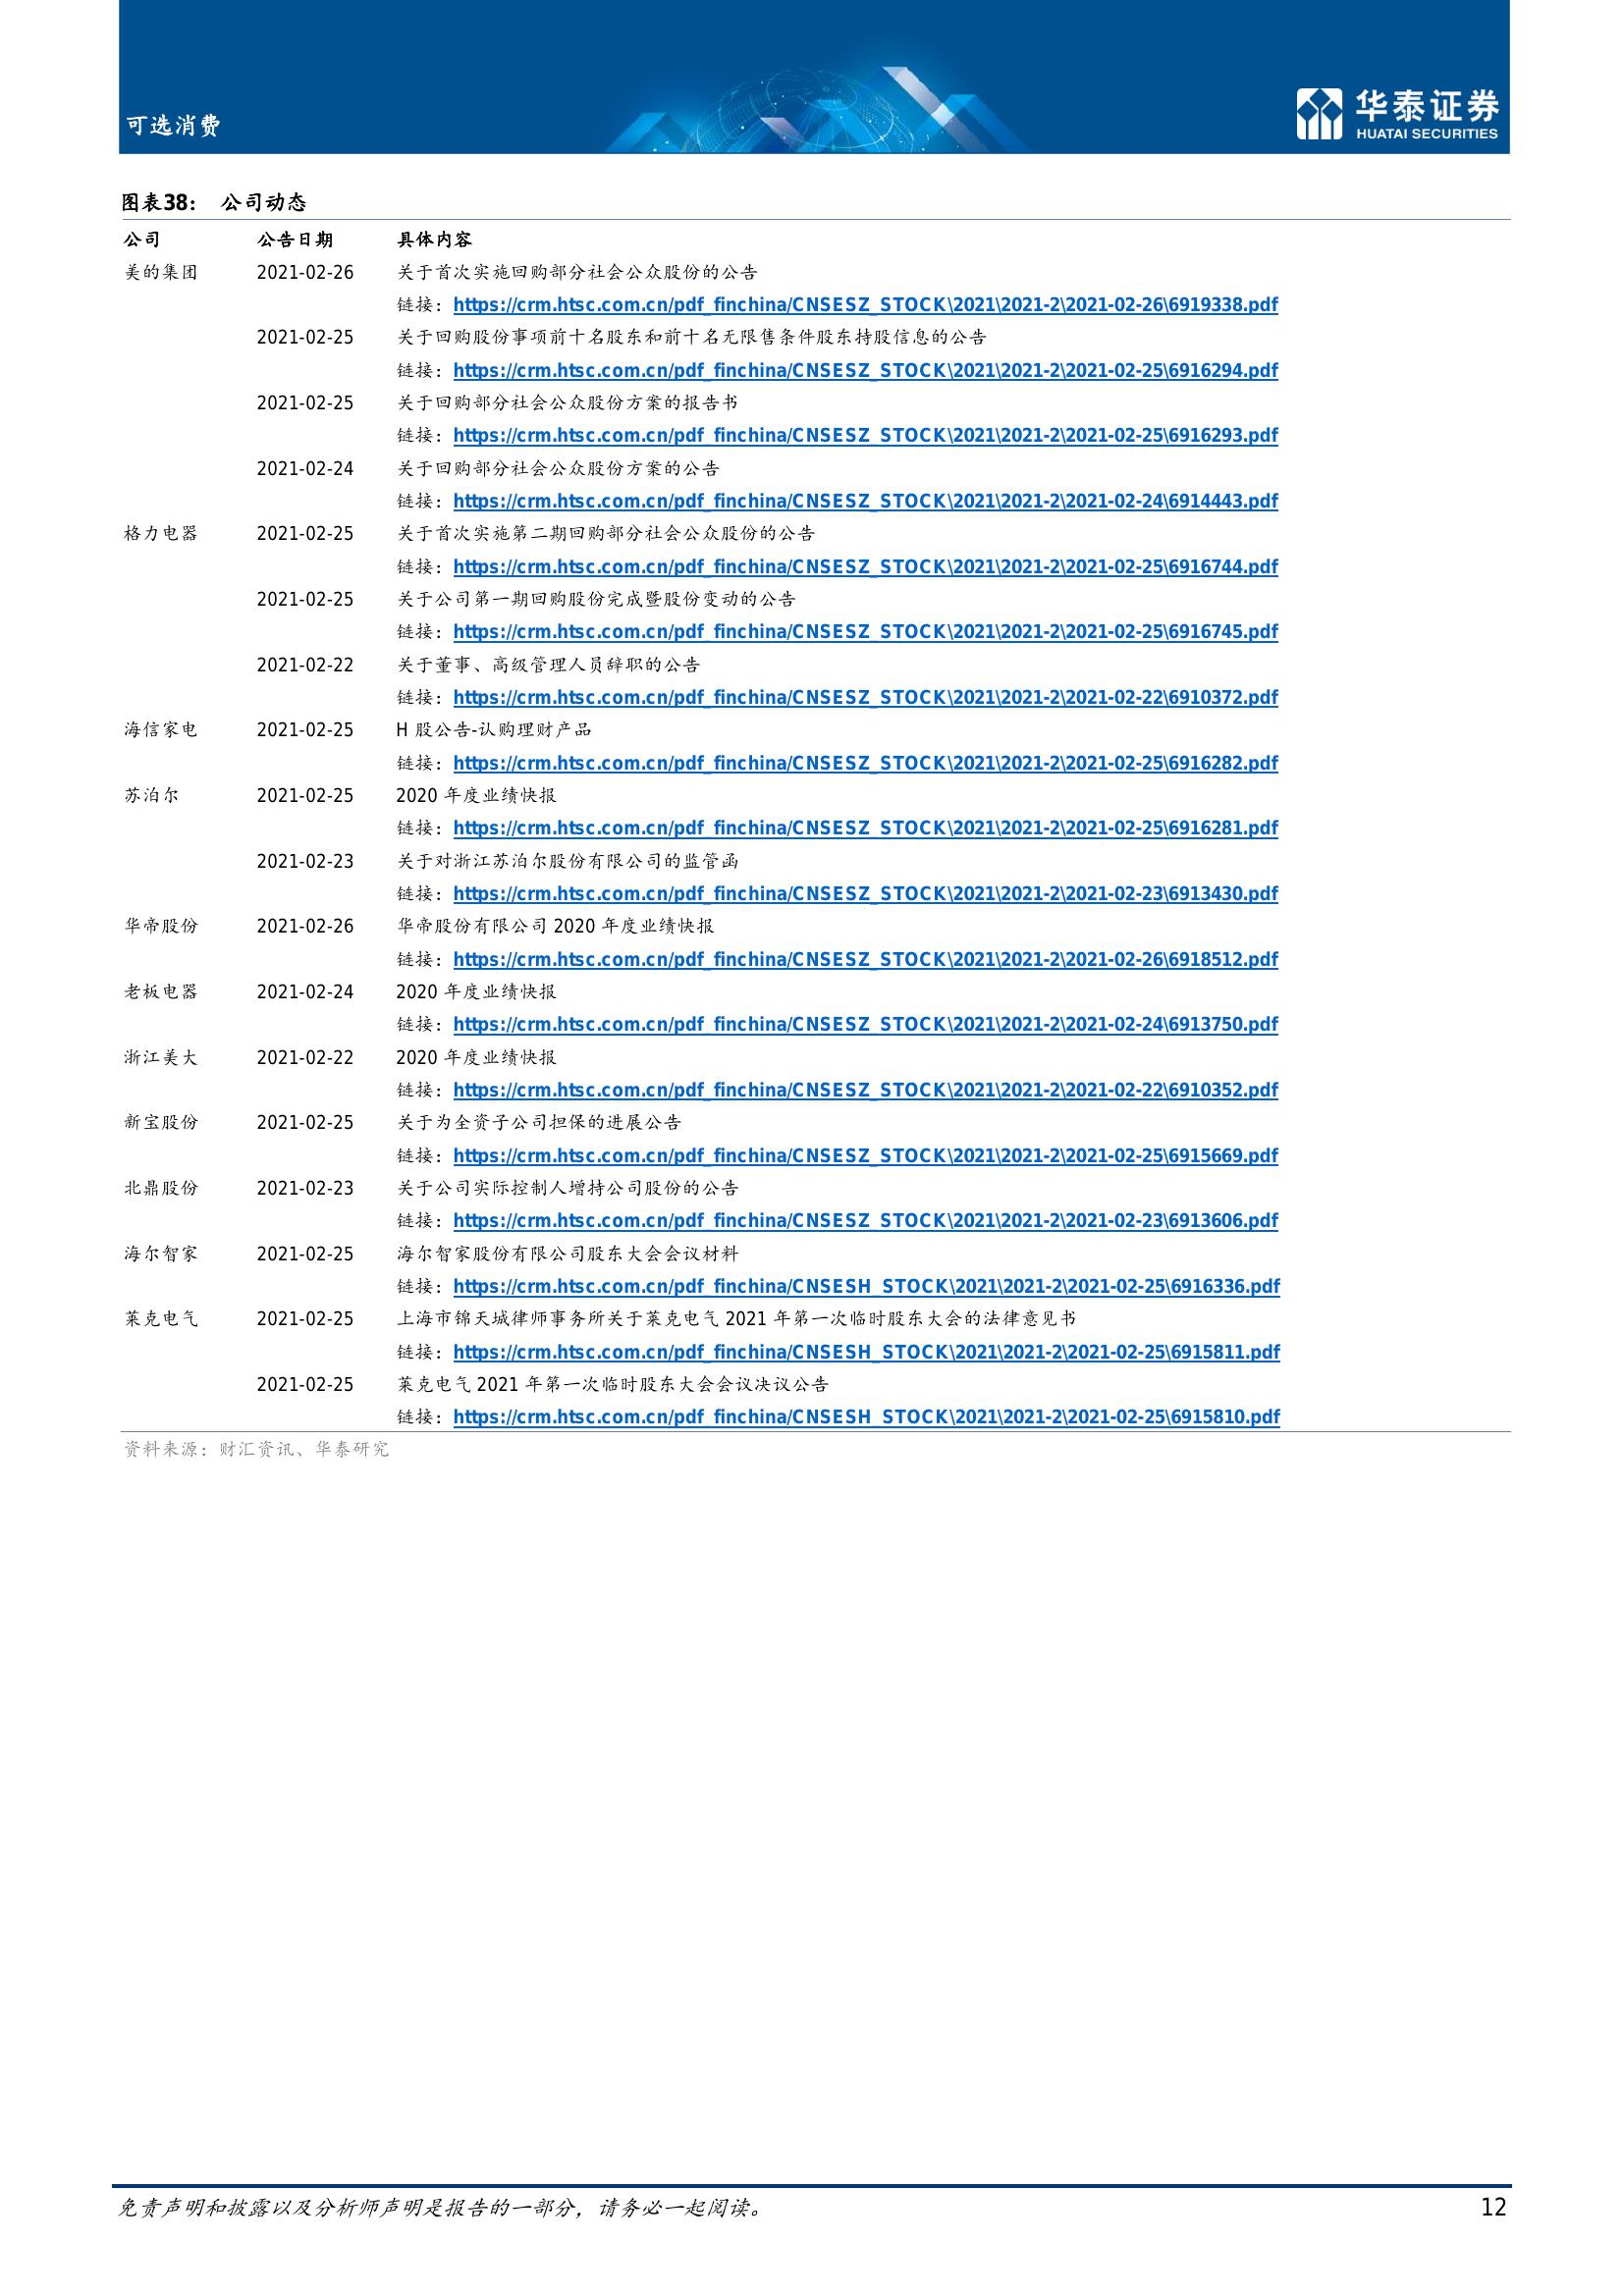 可选消费
华泰证券
HUATAI SECURITIES
图表38： 公司动态
公司 公告日期 具体内容
美的集团 2021-02-26 关于首次实施回购部分社会公众股份的公告
链接：https://crm.htsc.com.cn/pdf_finchina/CNSESZ_STOCK\2021\2021-2\2021-02-26\6919338.pdf
2021-02-25 关于回购股份事项前十名股东和前十名无限售条件股东持股信息的公告
链接：https://crm.htsc.com.cn/pdf_finchina/CNSESZ_STOCK\2021\2021-2\2021-02-25\6916294.pdf
2021-02-25 关于回购部分社会公众股份方案的报告书
链接：https://crm.htsc.com.cn/pdf_finchina/CNSESZ_STOCK\2021\2021-2\2021-02-25\6916293.pdf
2021-02-24 关于回购部分社会公众股份方案的公告
链接：https://crm.htsc.com.cn/pdf_finchina/CNSESZ_STOCK\2021\2021-2\2021-02-24\6914443.pdf
格力电器 2021-02-25 关于首次实施第二期回购部分社会公众股份的公告
链接：https://crm.htsc.com.cn/pdf_finchina/CNSESZ_STOCK\2021\2021-2\2021-02-25\6916744.pdf
2021-02-25 关于公司第一期回购股份完成暨股份变动的公告
链接：https://crm.htsc.com.cn/pdf_finchina/CNSESZ_STOCK\2021\2021-2\2021-02-25\6916745.pdf
2021-02-22 关于董事、高级管理人员辞职的公告
链接：https://crm.htsc.com.cn/pdf_finchina/CNSESZ_STOCK\2021\2021-2\2021-02-22\6910372.pdf
海信家电 2021-02-25 H 股公告-认购理财产品
链接：https://crm.htsc.com.cn/pdf_finchina/CNSESZ_STOCK\2021\2021-2\2021-02-25\6916282.pdf
苏泊尔 2021-02-25 2020 年度业绩快报
链接：https://crm.htsc.com.cn/pdf_finchina/CNSESZ_STOCK\2021\2021-2\2021-02-25\6916281.pdf
2021-02-23 关于对浙江苏泊尔股份有限公司的监管函
链接：https://crm.htsc.com.cn/pdf_finchina/CNSESZ_STOCK\2021\2021-2\2021-02-23\6913430.pdf
华帝股份 2021-02-26 华帝股份有限公司 2020 年度业绩快报
链接：https://crm.htsc.com.cn/pdf_finchina/CNSESZ_STOCK\2021\2021-2\2021-02-26\6918512.pdf
老板电器 2021-02-24 2020 年度业绩快报
链接：https://crm.htsc.com.cn/pdf_finchina/CNSESZ_STOCK\2021\2021-2\2021-02-24\6913750.pdf
浙江美大 2021-02-22 2020 年度业绩快报
链接：https://crm.htsc.com.cn/pdf_finchina/CNSESZ_STOCK\2021\2021-2\2021-02-22\6910352.pdf
新宝股份 2021-02-25 关于为全资子公司担保的进展公告
链接：https://crm.htsc.com.cn/pdf_finchina/CNSESZ_STOCK\2021\2021-2\2021-02-25\6915669.pdf
北鼎股份 2021-02-23 关于公司实际控制人增持公司股份的公告
链接：https://crm.htsc.com.cn/pdf_finchina/CNSESZ_STOCK\2021\2021-2\2021-02-23\6913606.pdf
海尔智家 2021-02-25 海尔智家股份有限公司股东大会会议材料
链接：https://crm.htsc.com.cn/pdf_finchina/CNSESH_STOCK\2021\2021-2\2021-02-25\6916336.pdf
莱克电气 2021-02-25 上海市锦天城律师事务所关于莱克电气 2021 年第一次临时股东大会的法律意见书
链接：https://crm.htsc.com.cn/pdf_finchina/CNSESH_STOCK\2021\2021-2\2021-02-25\6915811.pdf
2021-02-25 莱克电气 2021 年第一次临时股东大会会议决议公告
链接：https://crm.htsc.com.cn/pdf_finchina/CNSESH_STOCK\2021\2021-2\2021-02-25\6915810.pdf
资料来源：财汇资讯、华泰研究
免责声明和披露以及分析师声明是报告的一部分，请务必一起阅读。 12